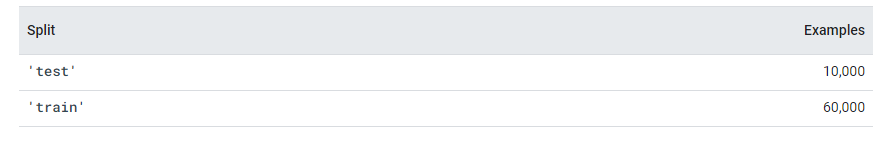 Split Examples
'test' 10,000
'train' 60,000